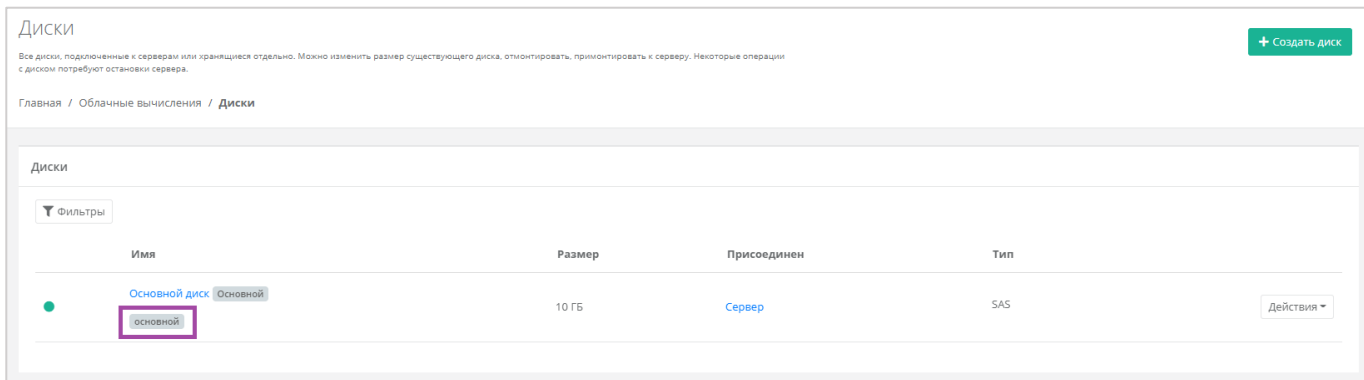 Диски
+ Создать диск
Все диски, подключенные к серверам или хранящиеся отдельно. Можно изменить размер существующего диска, отмонтировать, примонтировать к серверу. Некоторые операции
с диском потребуют остановки сервера.
Главная / Облачные вычисления / Диски
Диски
Фильтры
Имя Размер Присоединен Тип
Основной диск Основной
основной
10 ГБ Сервер SAS Действия